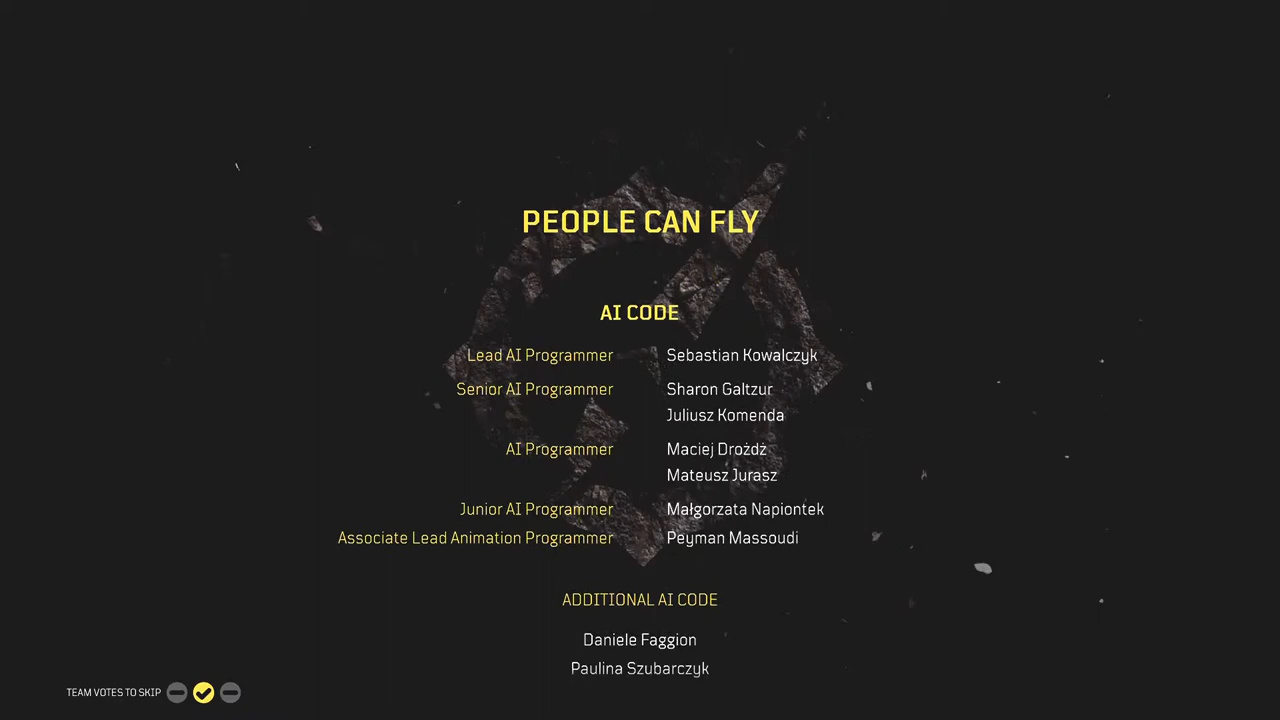 PEOPLE CAN FLY
AI CODE
Lead AI Programmer Sebastian Kowalczyk
Senior AI Programmer Sharon Galtzur
Juliusz Komenda
AI Programmer Maciej Drożdż
Mateusz Jurasz
Junior AI Programmer Małgorzata Napiontek
Associate Lead Animation Programmer Peyman Massoudi
ADDITIONAL AI CODE
Daniele Faggion
Paulina Szubarczyk
TEAM VOTES TO SKIP